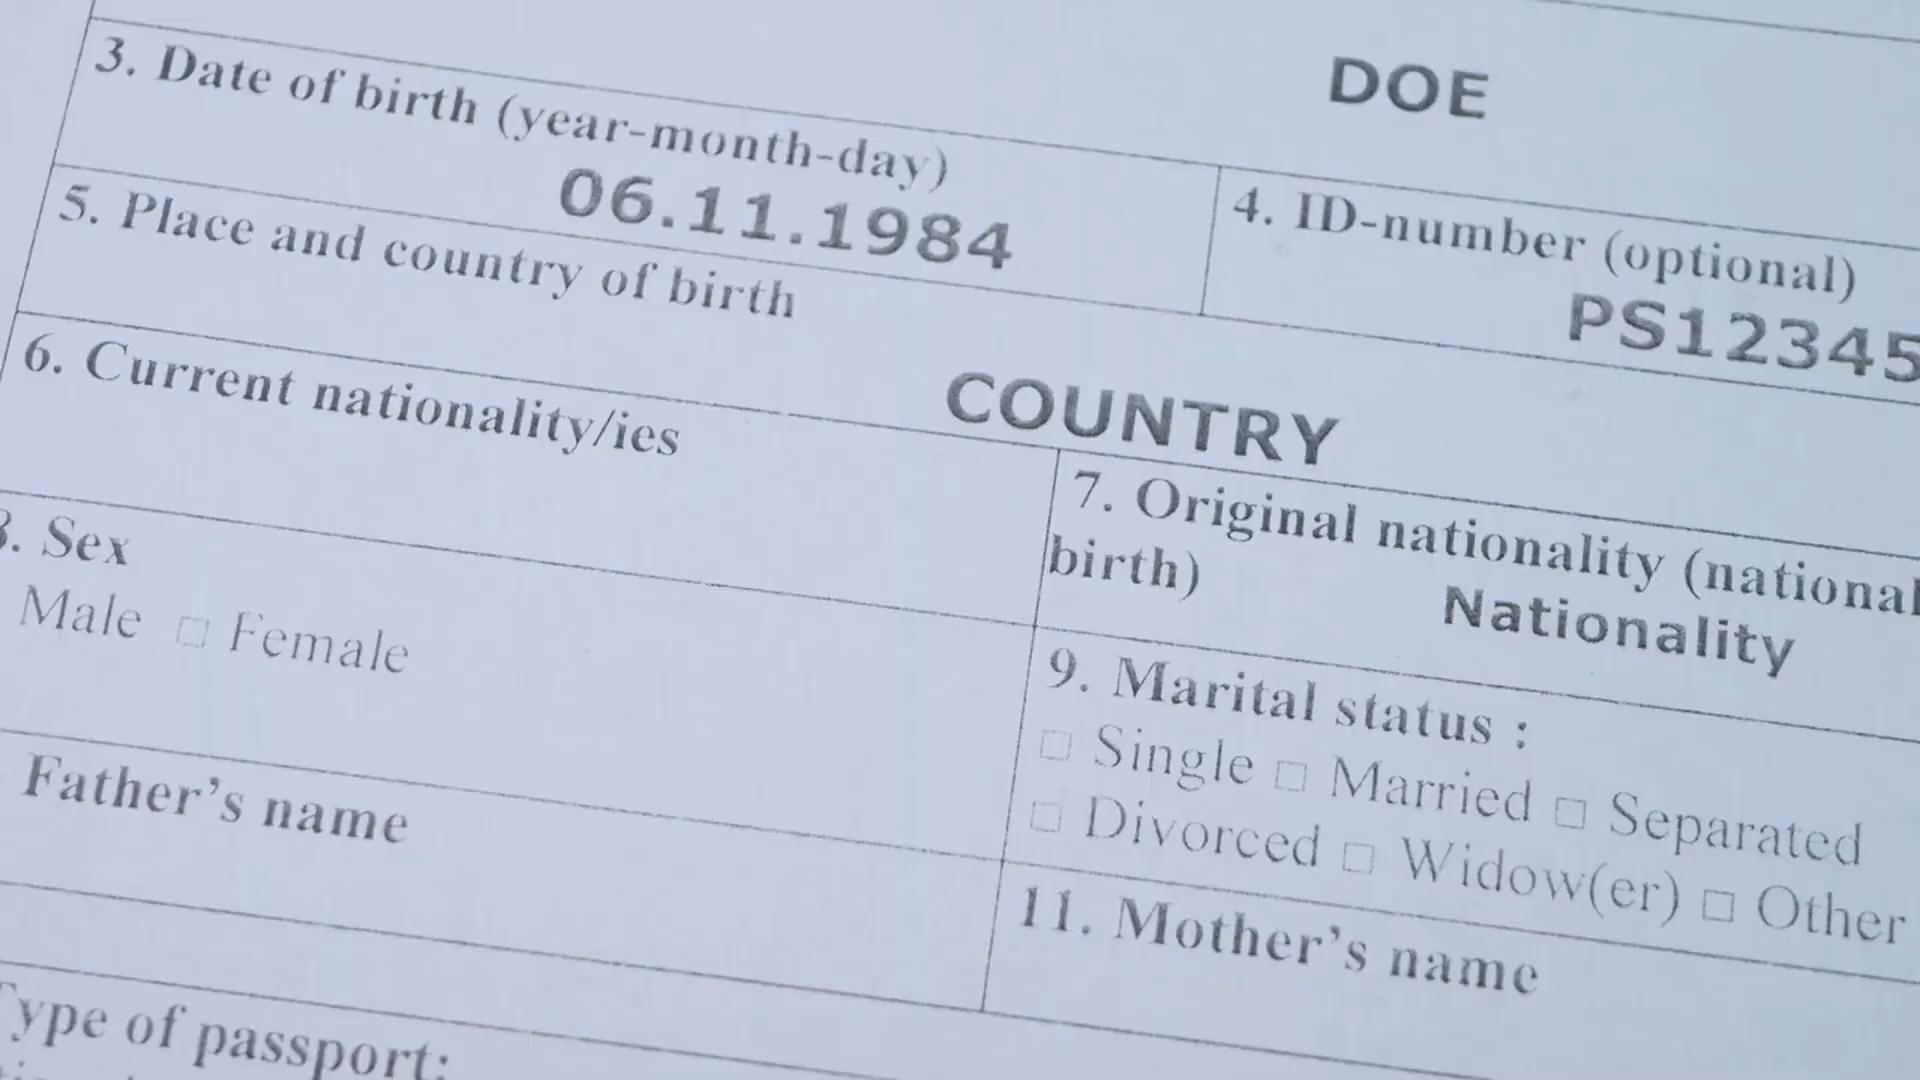 DOE
3. Date of birth (year-month-day)
06.11.1984
4. ID-number (optional)
PS12345
5. Place and country of birth
COUNTRY
6. Current nationality/ies
7. Original nationality (national
birth)
Nationality
8. Sex
Male □ Female
9. Marital status :
□ Single □ Married □ Separated
□ Divorced □ Widow(er) □ Other
Father's name
11. Mother's name
Type of passport: